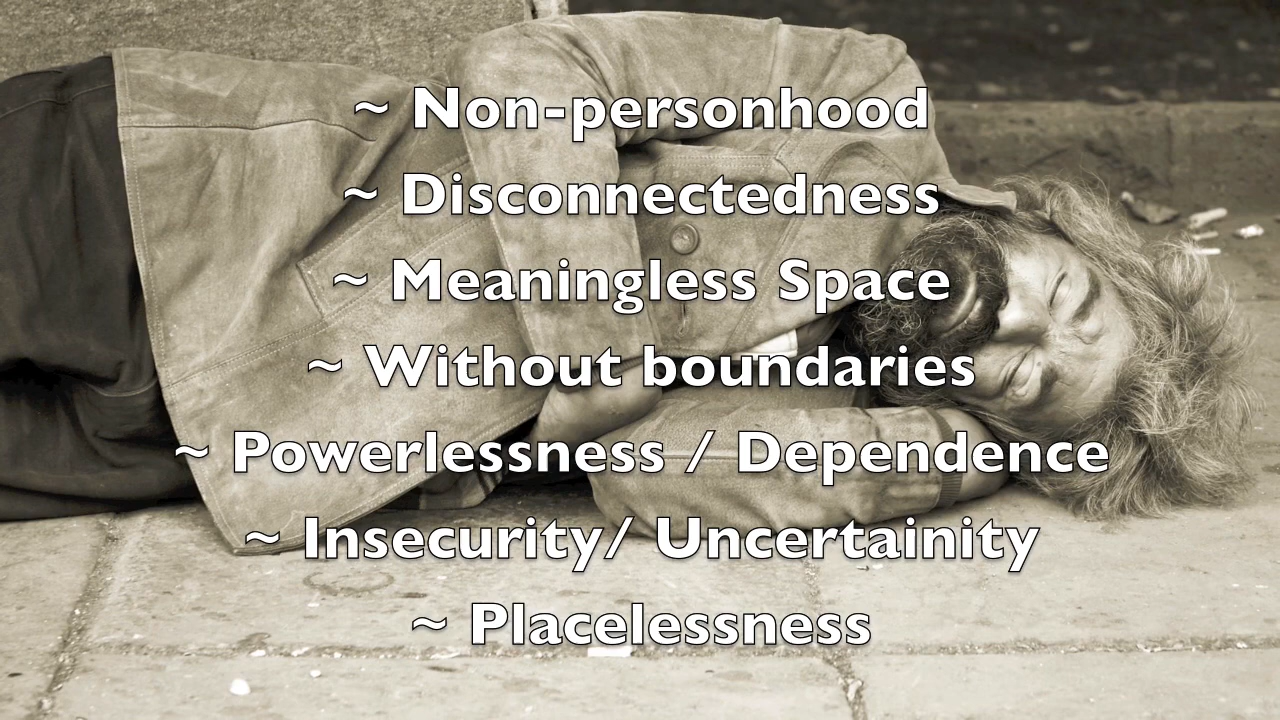 ~ Non-personhood
~ Disconnectedness
~ Meaningless Space
~ Without boundaries
~ Powerlessness / Dependence
~ Insecurity/ Uncertainity
~ Placelessness